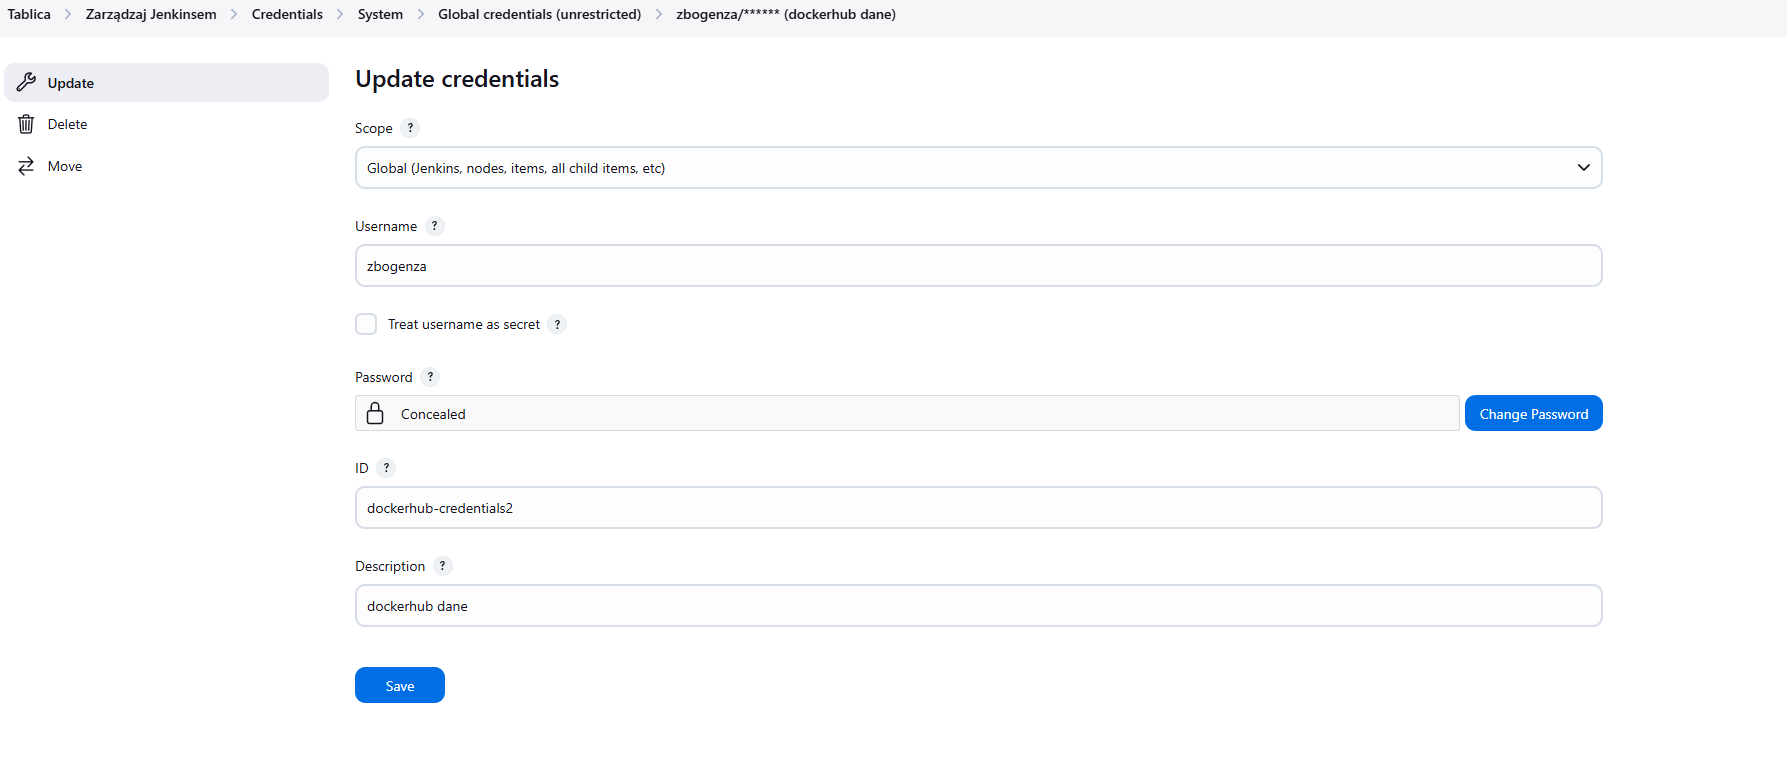 Tablica > Zarządzaj Jenkinsem > Credentials > System > Global credentials (unrestricted) > zbogenza/****** (dockerhub dane)
Update
Delete
Move
Update credentials
Scope ?
Global (Jenkins, nodes, items, all child items, etc)
Username ?
zbogenza
Treat username as secret ?
Password ?
Concealed
Change Password
ID ?
dockerhub-credentials2
Description ?
dockerhub dane
Save